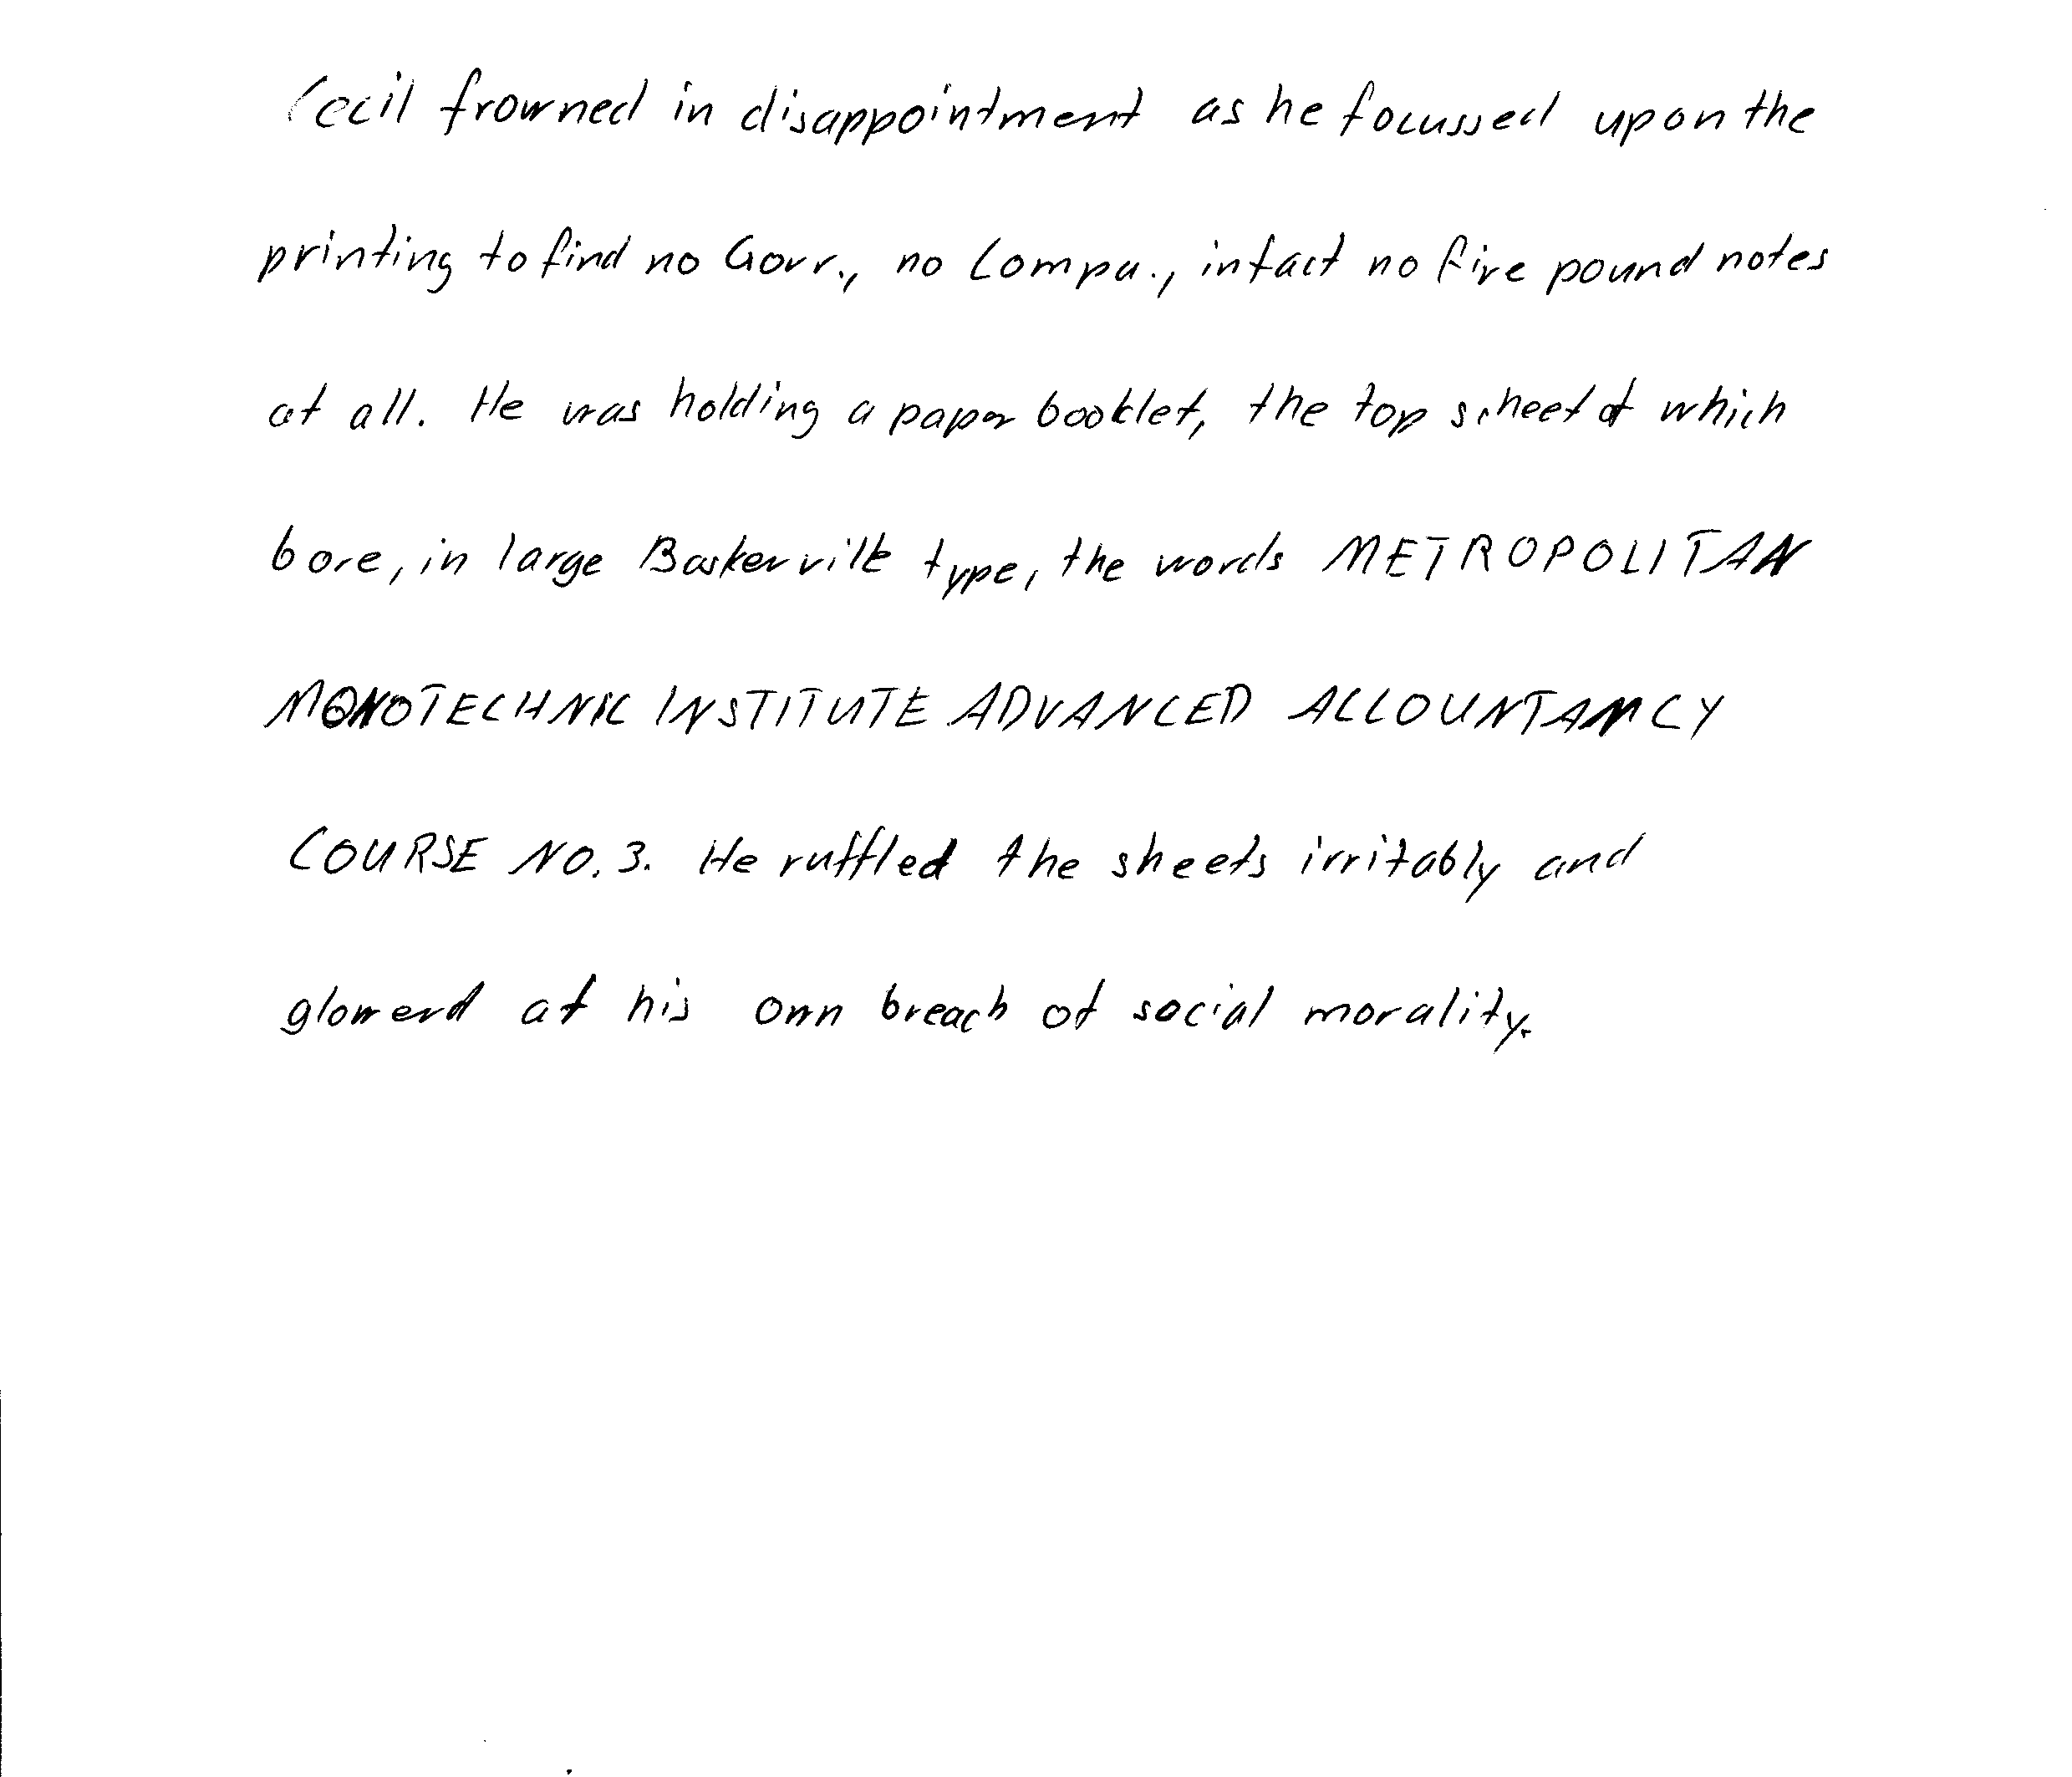 Cecil frowned in disappointment as he focussed upon the
printing to find no Govr., no Compa., infact no five pound notes
at all. He was holding a paper booklet, the top scheet of which
bore, in large Baskerville type, the words METROPOLITAN
MONOTECHNIC INSTITUTE ADVANCED ACCOUNTANCY
COURSE NO. 3. He ruffled the sheets irritably and
glowerd at his own breach of social morality.